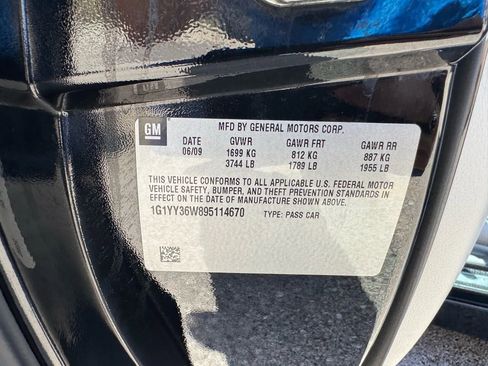 GM
MFD BY GENERAL MOTORS CORP.
DATE GVWR GAWR FRT GAWR RR
06/09 1699 KG 812 KG 887 KG
3744 LB 1789 LB 1955 LB
THIS VEHICLE CONFORMS TO ALL APPLICABLE U.S. FEDERAL MOTOR
VEHICLE SAFETY, BUMPER, AND THEFT PREVENTION STANDARDS IN
EFFECT ON THE DATE OF MANUFACTURE SHOWN ABOVE.
1G1YY36W895114670 TYPE: PASS CAR